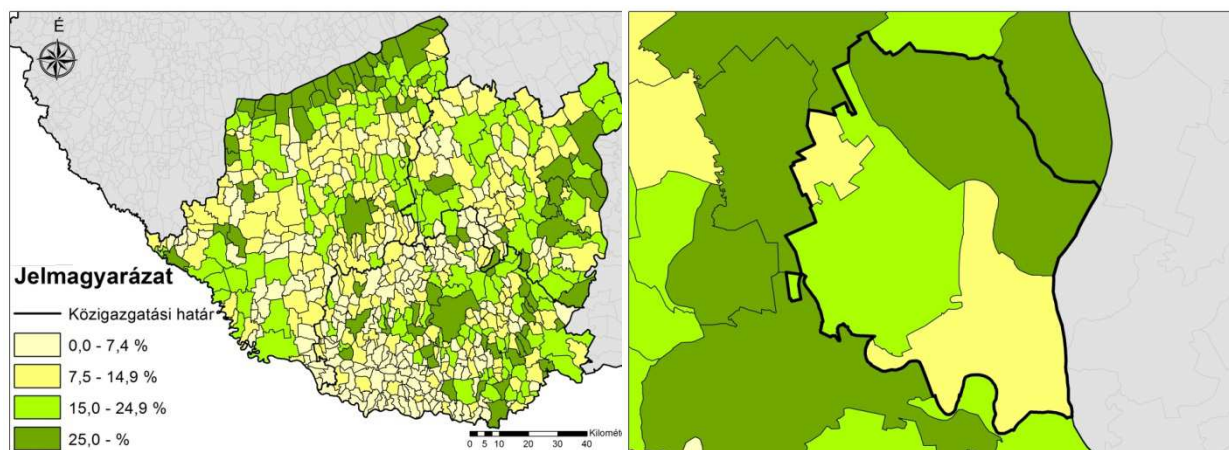 É
Jelmagyarázat
Közigazgatási határ
0,0 - 7,4 %
7,5 - 14,9 %
15,0 - 24,9 %
25,0 - %
Kilométe
0 5 10 20 30 40